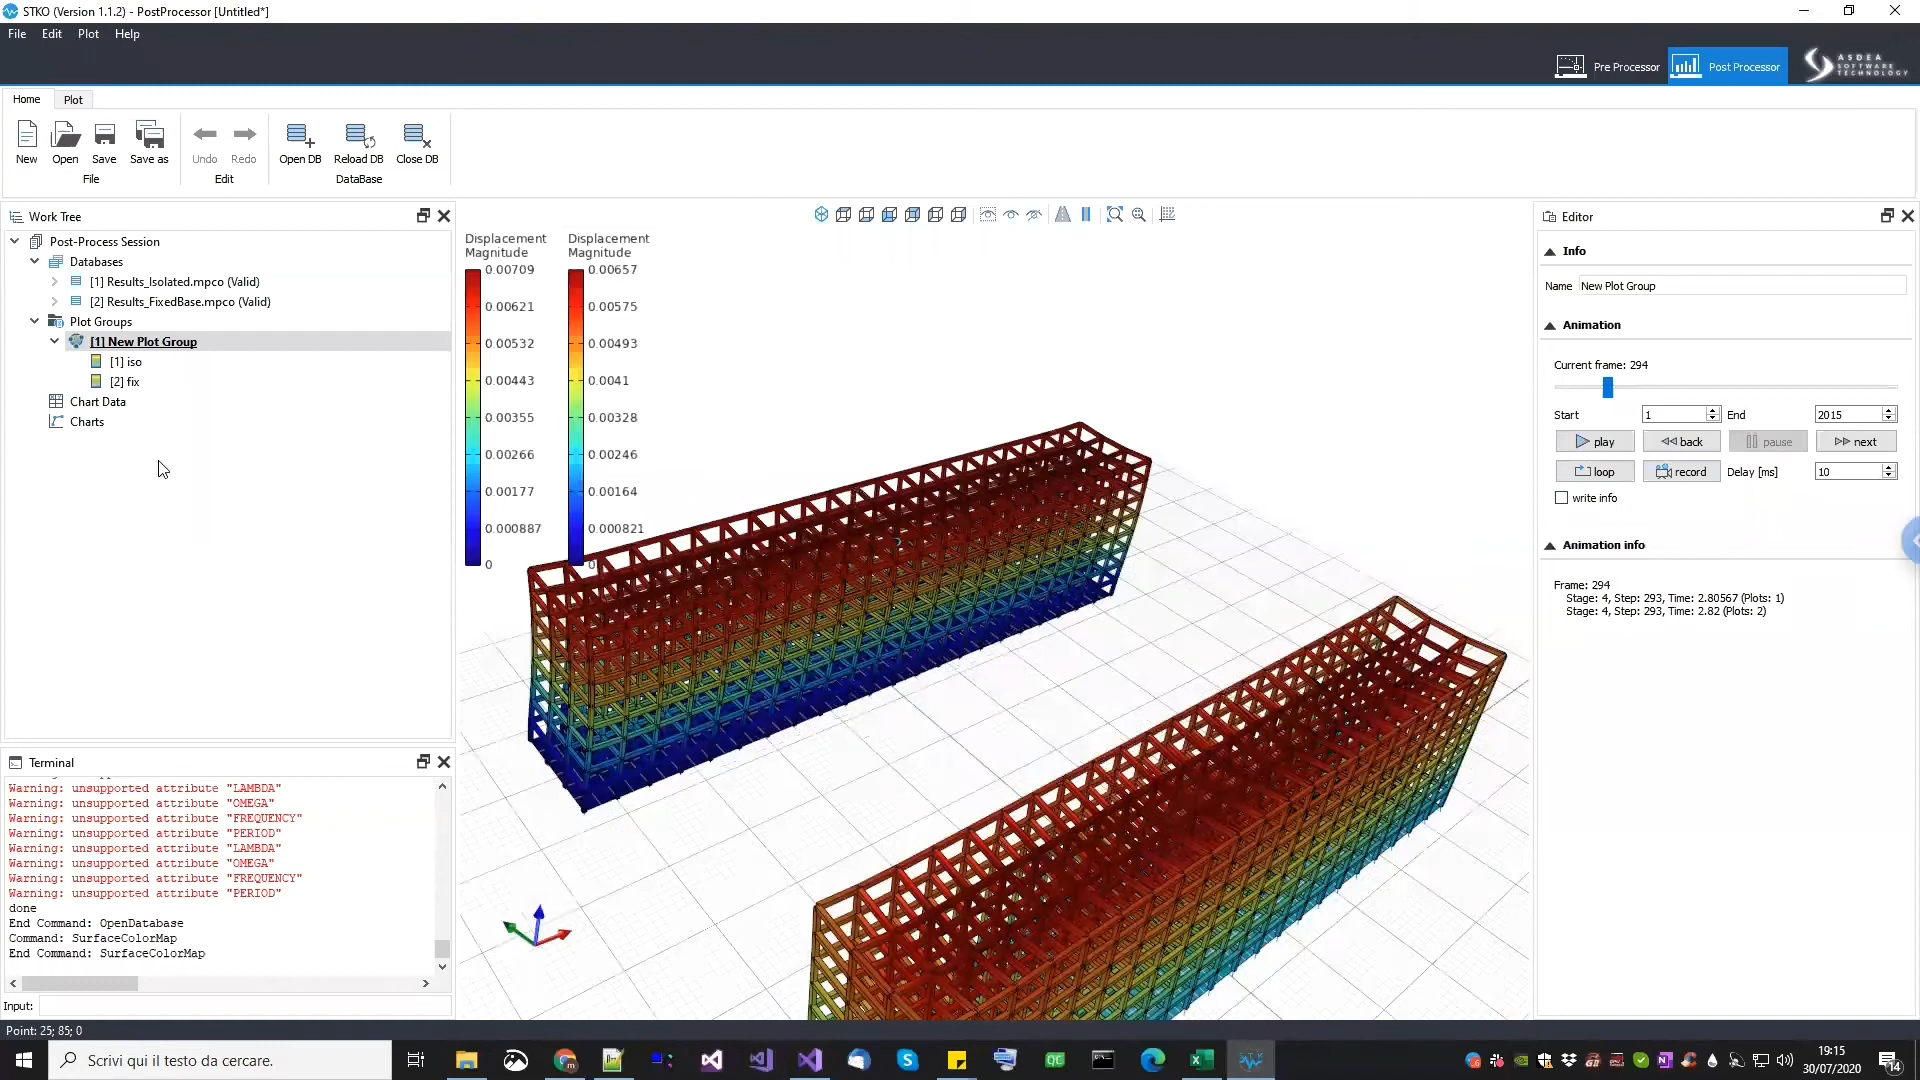 STKO (Version 1.1.2) - PostProcessor [Untitled*]
File Edit Plot Help
Pre Processor Post Processor
ASDEA
SOFTWARE
TECHNOLOGY
Home Plot
New Open Save Save as Undo Redo Open DB Reload DB Close DB
File Edit DataBase
Work Tree
Post-Process Session
Databases
[1] Results_Isolated.mpco (Valid)
[2] Results_FixedBase.mpco (Valid)
Plot Groups
[1] New Plot Group
[1] iso
[2] fix
Chart Data
Charts
Displacement
Magnitude
0.00709
0.00621
0.00532
0.00443
0.00355
0.00266
0.00177
0.000887
0
Displacement
Magnitude
0.00657
0.00575
0.00493
0.0041
0.00328
0.00246
0.00164
0.000821
0
Editor
Info
Name New Plot Group
Animation
Current frame: 294
Start 1 End 2015
play back pause next
loop record Delay [ms] 10
write info
Animation info
Frame: 294
Stage: 4, Step: 293, Time: 2.80567 (Plots: 1)
Stage: 4, Step: 293, Time: 2.82 (Plots: 2)
Terminal
Warning: unsupported attribute "LAMBDA"
Warning: unsupported attribute "OMEGA"
Warning: unsupported attribute "FREQUENCY"
Warning: unsupported attribute "PERIOD"
Warning: unsupported attribute "LAMBDA"
Warning: unsupported attribute "OMEGA"
Warning: unsupported attribute "FREQUENCY"
Warning: unsupported attribute "PERIOD"
done
End Command: OpenDatabase
Command: SurfaceColorMap
End Command: SurfaceColorMap
Input:
Point: 25; 85; 0
Scrivi qui il testo da cercare.
QC
19:15
30/07/2020
14